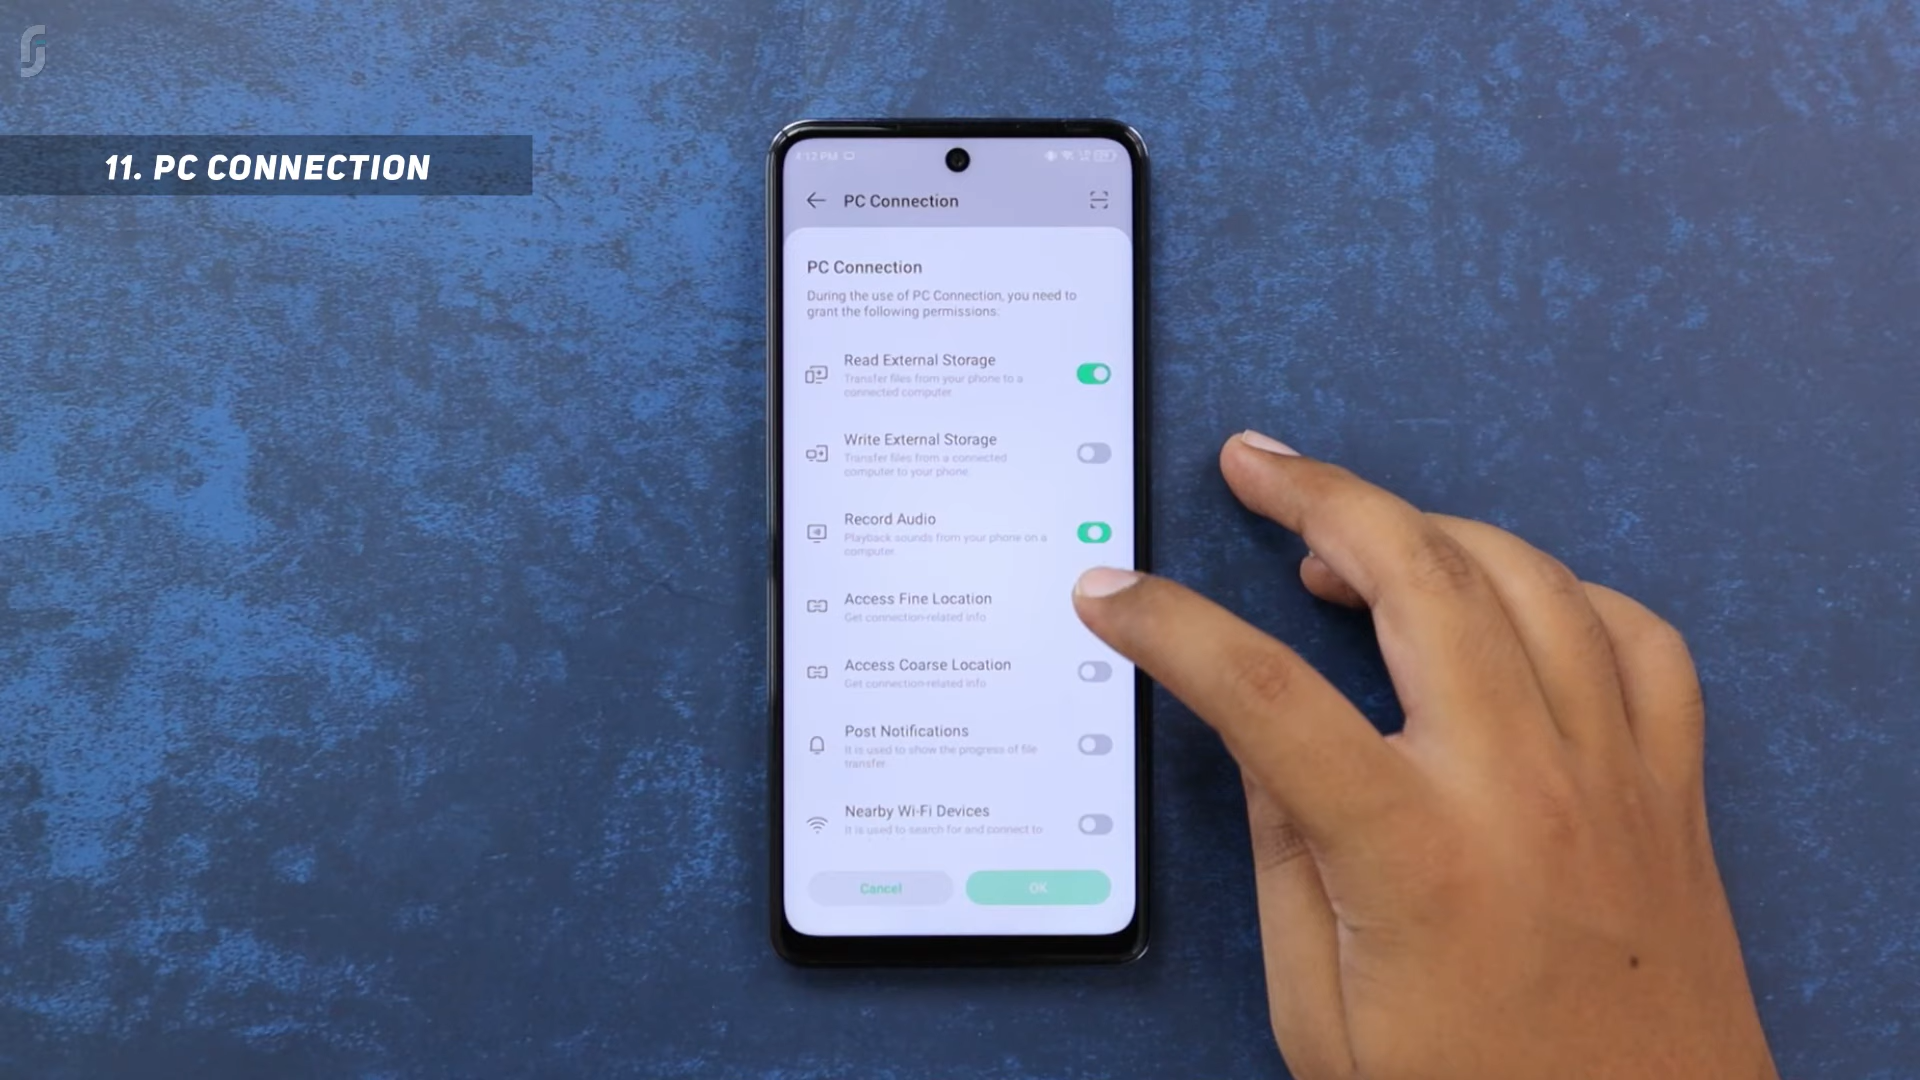 11. PC CONNECTION
12 PM
PC Connection
PC Connection
During the use of PC Connection, you need to
grant the following permissions:
Read External Storage
Transfer files from your phone to a
connected computer
Write External Storage
Transfer files from a connected
computer to your phone.
Record Audio
Playback sounds from your phone on a
computer
Access Fine Location
Get connection-related info
Access Coarse Location
Get connection-related info
Post Notifications
It is used to show the progress of file
transfer
Nearby Wi-Fi Devices
It is used to search for and connect to
Cancel
OK